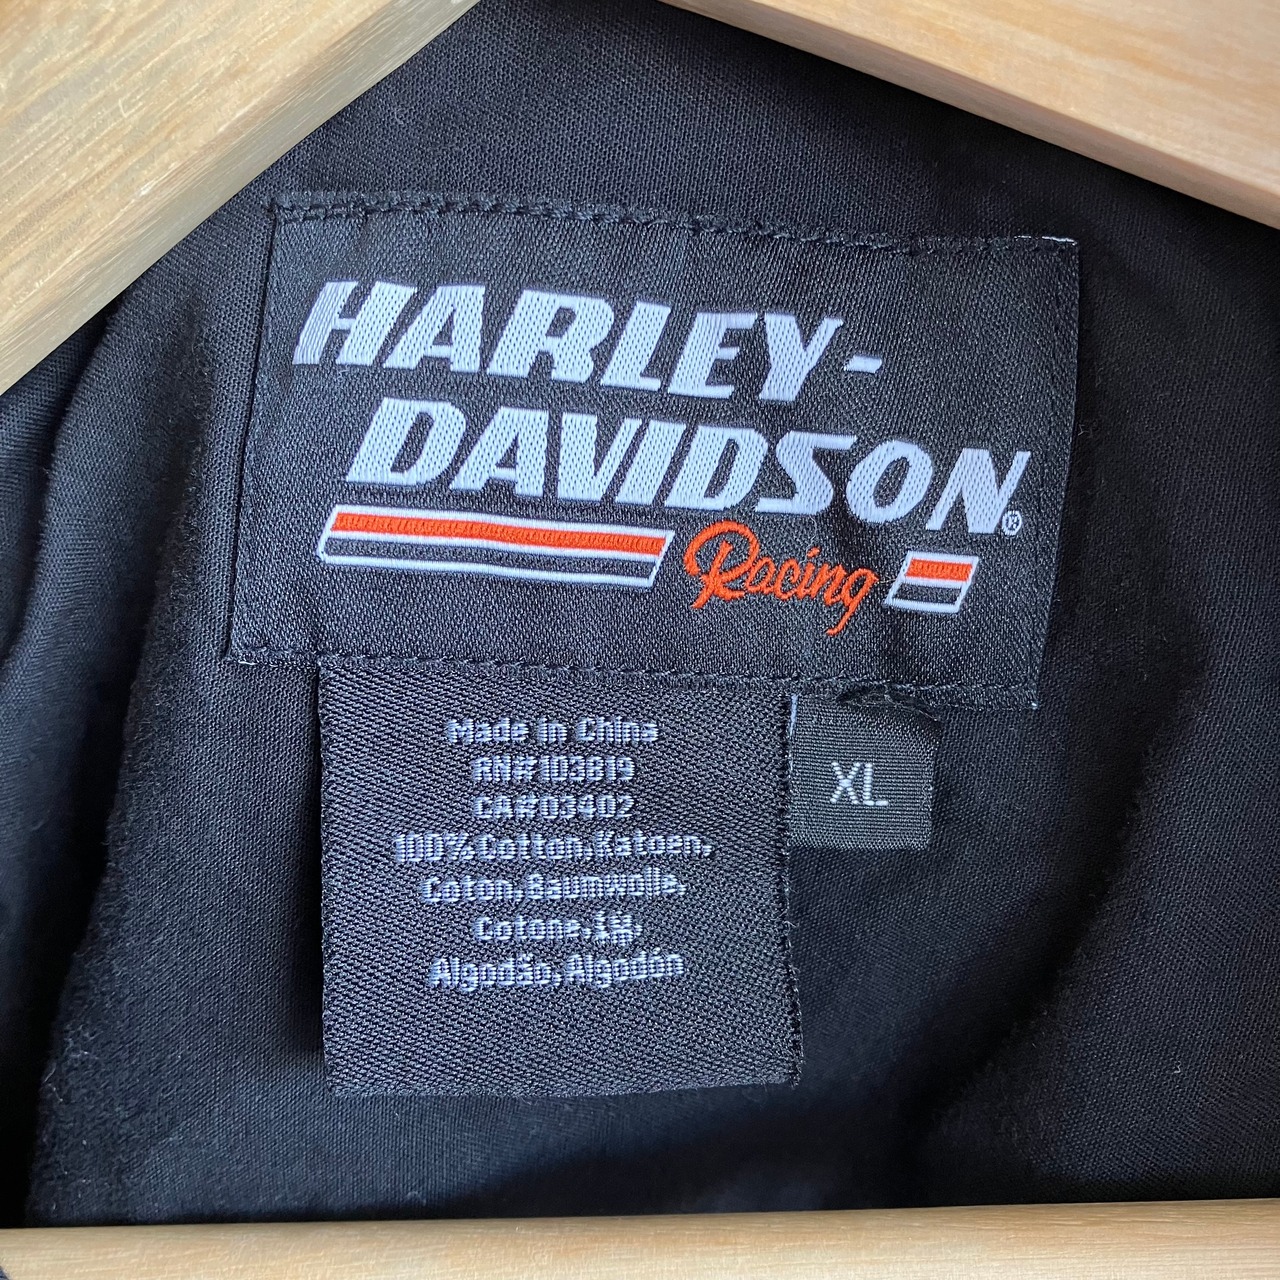 HARLEY-
DAVIDSON®
Racing
Made in China
RN#103819
CA#03402
100% Cotton,Katoen,
Coton,Baumwolle,
Cotone,
Algodão,Algodón
XL